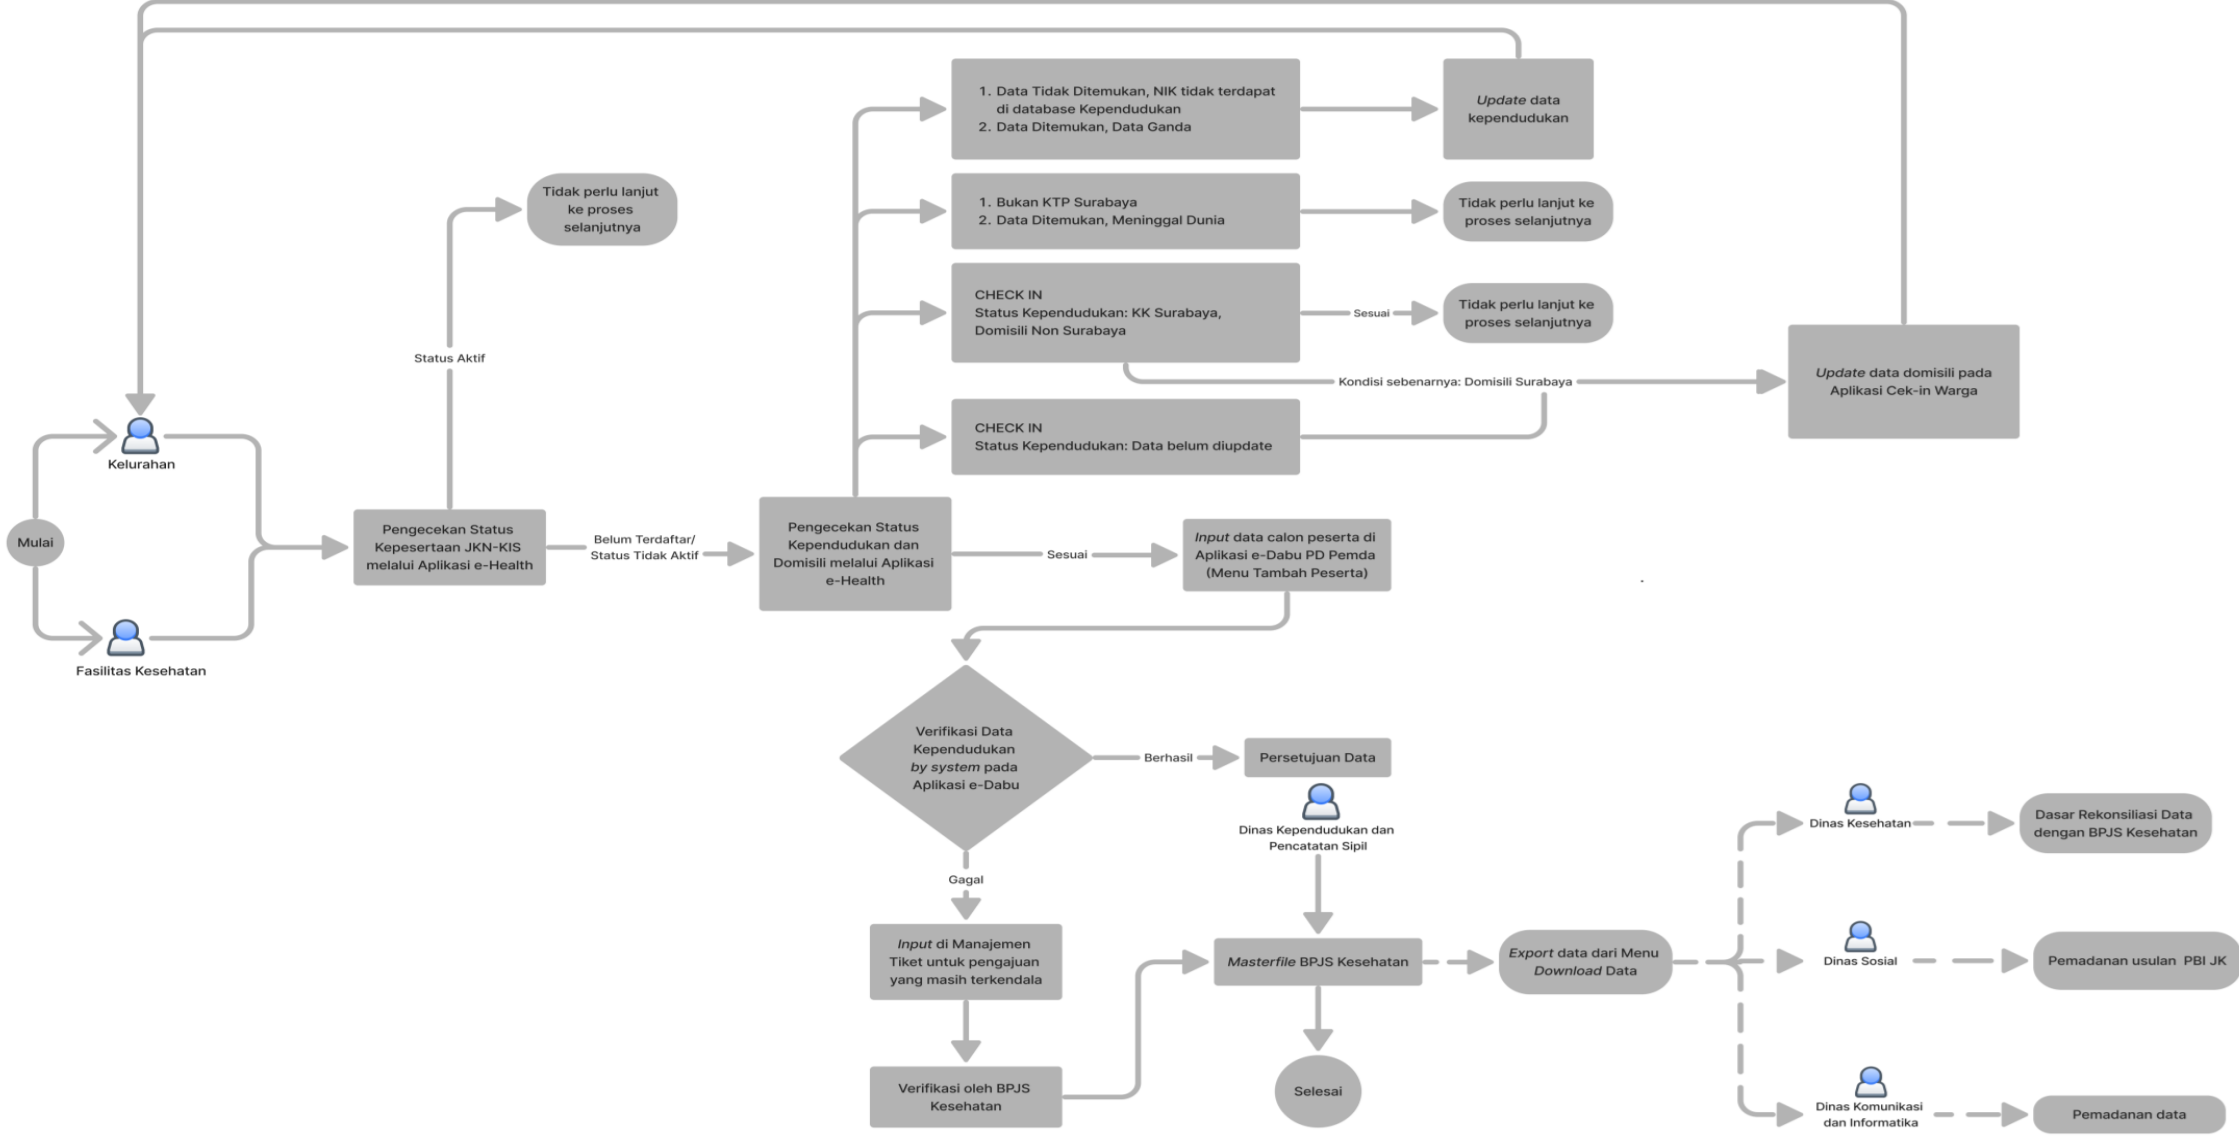 1. Data Tidak Ditemukan, NIK tidak terdapat
di database Kependudukan
2. Data Ditemukan, Data Ganda
Update data
kependudukan
Tidak perlu lanjut
ke proses
selanjutnya
1. Bukan KTP Surabaya
2. Data Ditemukan, Meninggal Dunia
Tidak perlu lanjut ke
proses selanjutnya
CHECK IN
Status Kependudukan: KK Surabaya,
Domisili Non Surabaya
Sesuai
Tidak perlu lanjut ke
proses selanjutnya
Status Aktif
Kondisi sebenarnya: Domisili Surabaya
Update data domisili pada
Aplikasi Cek-in Warga
CHECK IN
Status Kependudukan: Data belum diupdate
Kelurahan
Mulai
Fasilitas Kesehatan
Pengecekan Status
Kepesertaan JKN-KIS
melalui Aplikasi e-Health
Belum Terdaftar/
Status Tidak Aktif
Pengecekan Status
Kependudukan dan
Domisili melalui Aplikasi
e-Health
Sesuai
Input data calon peserta di
Aplikasi e-Dabu PD Pemda
(Menu Tambah Peserta)
Verifikasi Data
Kependudukan
by system pada
Aplikasi e-Dabu
Berhasil
Persetujuan Data
Dinas Kependudukan dan
Pencatatan Sipil
Gagal
Input di Manajemen
Tiket untuk pengajuan
yang masih terkendala
Verifikasi oleh BPJS
Kesehatan
Masterfile BPJS Kesehatan
Selesai
Export data dari Menu
Download Data
Dinas Kesehatan
Dasar Rekonsiliasi Data
dengan BPJS Kesehatan
Dinas Sosial
Pemadanan usulan PBI JK
Dinas Komunikasi
dan Informatika
Pemadanan data